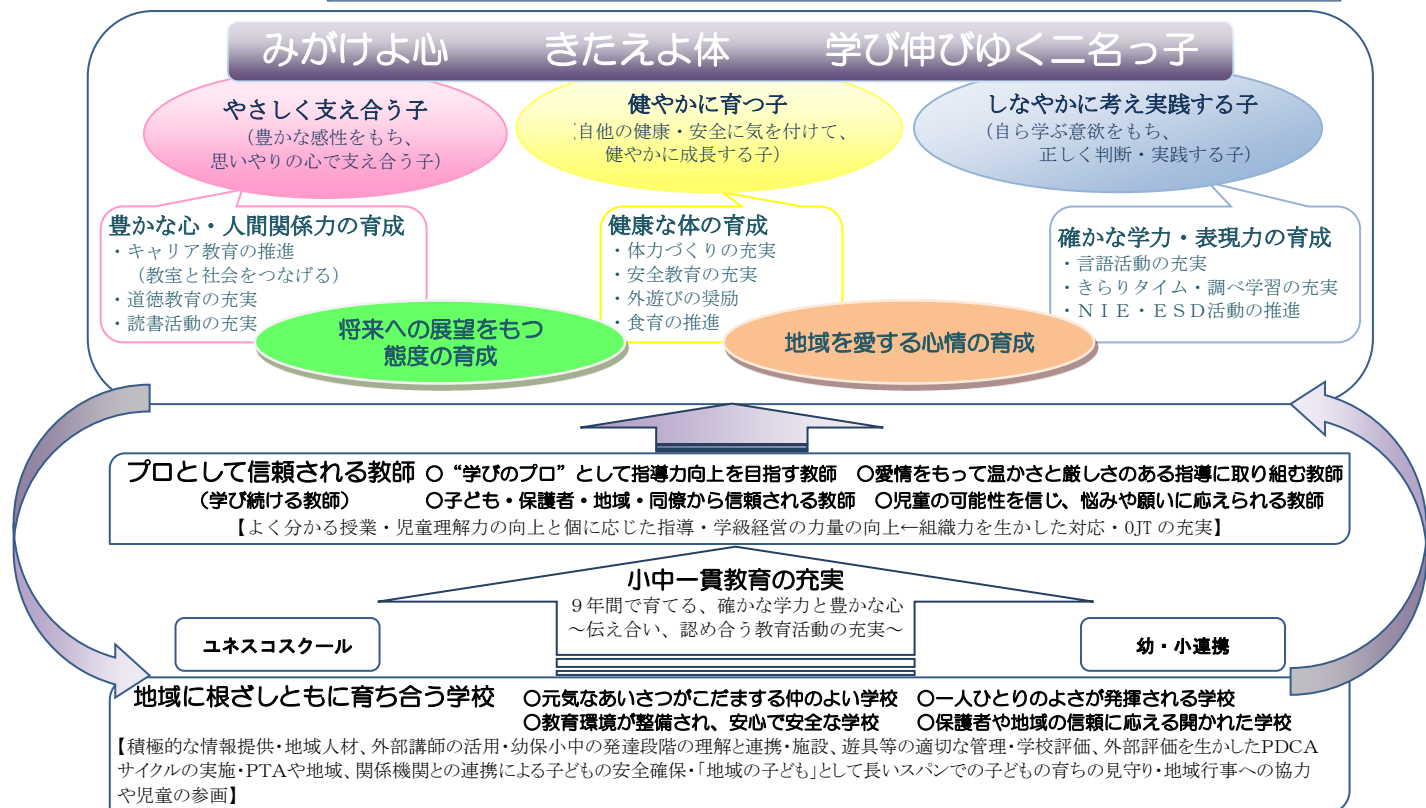 みがけよ心 きたえよ体 学び伸びゆく二名っ子
やさしく支え合う子
（豊かな感性をもち、
思いやりの心で支え合う子）
健やかに育つ子
（自他の健康・安全に気を付けて、
健やかに成長する子）
しなやかに考え実践する子
（自ら学ぶ意欲をもち、
正しく判断・実践する子）
豊かな心・人間関係力の育成
・キャリア教育の推進
（教室と社会をつなげる）
・道徳教育の充実
・読書活動の充実
健康な体の育成
・体力づくりの充実
・安全教育の充実
・外遊びの奨励
・食育の推進
確かな学力・表現力の育成
・言語活動の充実
・きらりタイム・調べ学習の充実
・ＮＩＥ・ＥＳＤ活動の推進
将来への展望をもつ
態度の育成
地域を愛する心情の育成
プロとして信頼される教師 〇“学びのプロ”として指導力向上を目指す教師 〇愛情をもって温かさと厳しさのある指導に取り組む教師
（学び続ける教師） 〇子ども・保護者・地域・同僚から信頼される教師 〇児童の可能性を信じ、悩みや願いに応えられる教師
【よく分かる授業・児童理解力の向上と個に応じた指導・学級経営の力量の向上←組織力を生かした対応・OJTの充実】
小中一貫教育の充実
９年間で育てる、確かな学力と豊かな心
～伝え合い、認め合う教育活動の充実～
ユネスコスクール
幼・小連携
地域に根ざしともに育ち合う学校 〇元気なあいさつがこだまする仲のよい学校 〇一人ひとりのよさが発揮される学校
〇教育環境が整備され、安心で安全な学校 〇保護者や地域の信頼に応える開かれた学校
【積極的な情報提供・地域人材、外部講師の活用・幼保小中の発達段階の理解と連携・施設、遊具等の適切な管理・学校評価、外部評価を生かしたPDCA
サイクルの実施・PTAや地域、関係機関との連携による子どもの安全確保・「地域の子ども」として長いスパンでの子どもの育ちの見守り・地域行事への協力
や児童の参画】